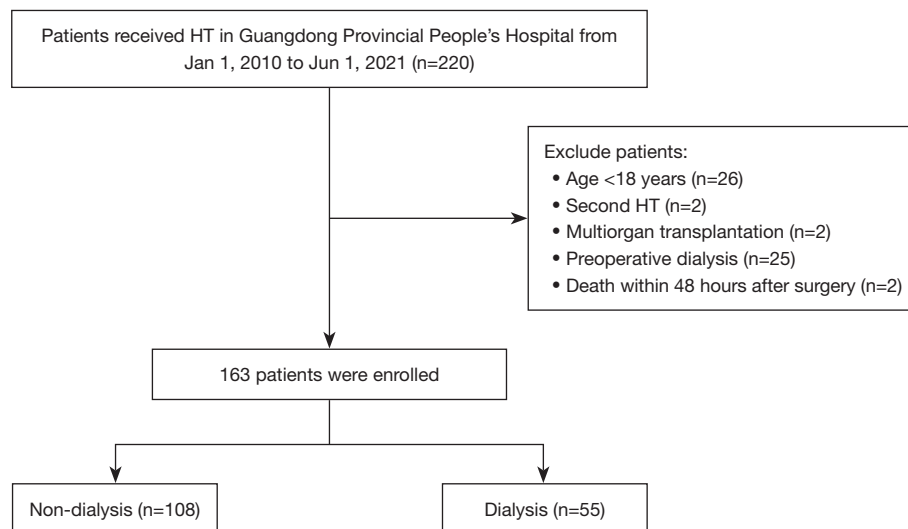 Patients received HT in Guangdong Provincial People’s Hospital from
Jan 1, 2010 to Jun 1, 2021 (n=220)
Exclude patients:
• Age <18 years (n=26)
• Second HT (n=2)
• Multiorgan transplantation (n=2)
• Preoperative dialysis (n=25)
• Death within 48 hours after surgery (n=2)
163 patients were enrolled
Non-dialysis (n=108)
Dialysis (n=55)